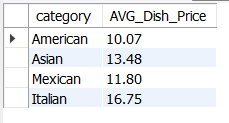 category AVG_Dish_Price
American 10.07
Asian 13.48
Mexican 11.80
Italian 16.75